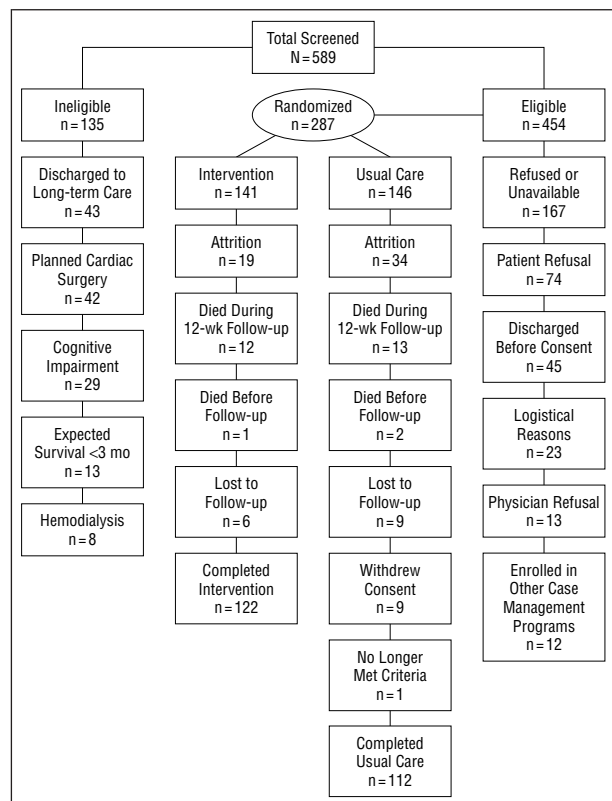 Total Screened
N = 589
Ineligible
n = 135
Discharged to
Long-term Care
n = 43
Planned Cardiac
Surgery
n = 42
Cognitive
Impairment
n = 29
Expected
Survival <3 mo
n = 13
Hemodialysis
n = 8
Randomized
n = 287
Intervention
n = 141
Attrition
n = 19
Died During
12-wk Follow-up
n = 12
Died Before
Follow-up
n = 1
Lost to
Follow-up
n = 6
Completed
Intervention
n = 122
Usual Care
n = 146
Attrition
n = 34
Died During
12-wk Follow-up
n = 13
Died Before
Follow-up
n = 2
Lost to
Follow-up
n = 9
Withdrew
Consent
n = 9
No Longer
Met Criteria
n = 1
Completed
Usual Care
n = 112
Eligible
n = 454
Refused or
Unavailable
n = 167
Patient Refusal
n = 74
Discharged
Before Consent
n = 45
Logistical
Reasons
n = 23
Physician Refusal
n = 13
Enrolled in
Other Case
Management
Programs
n = 12